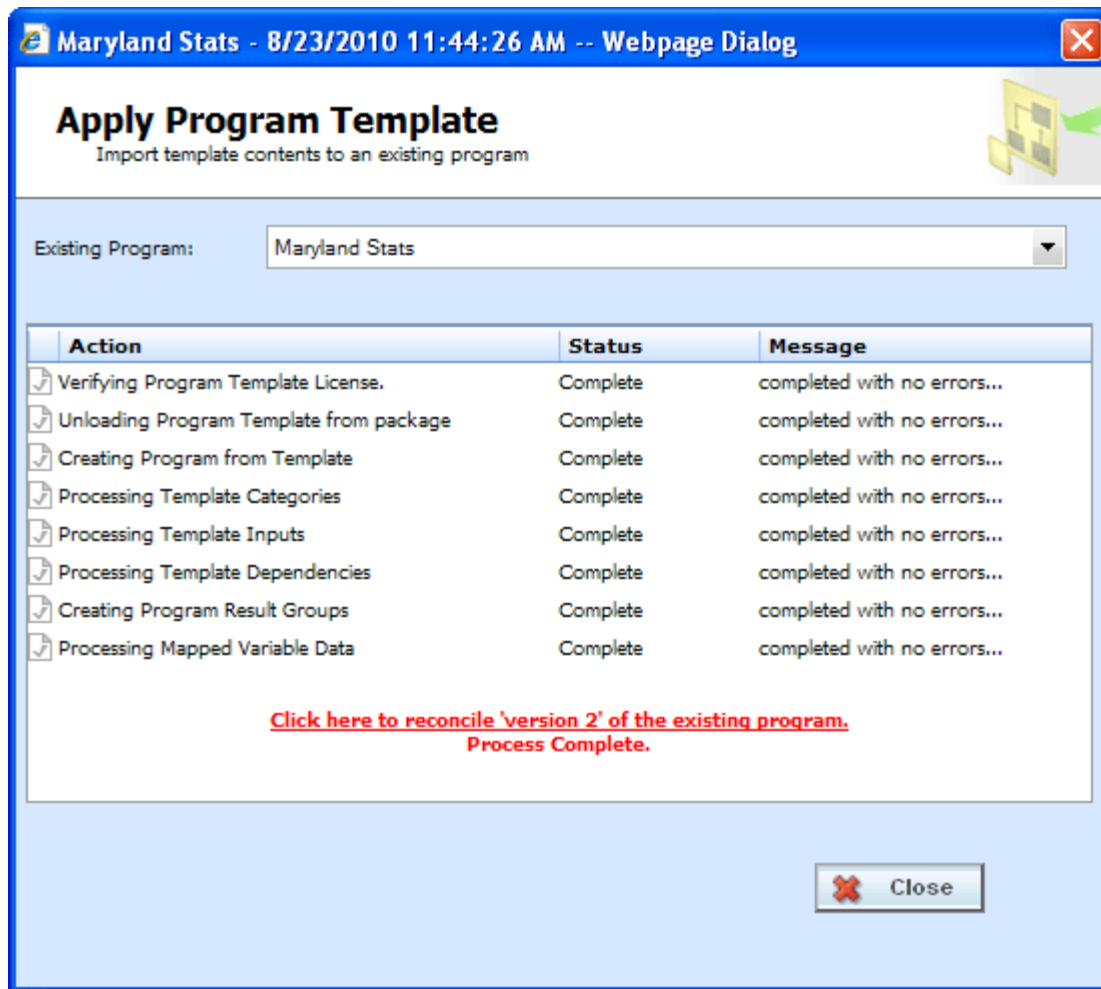 Maryland Stats - 8/23/2010 11:44:26 AM -- Webpage Dialog
Apply Program Template
Import template contents to an existing program
Existing Program: Maryland Stats
Action Status Message
Verifying Program Template License. Complete completed with no errors...
Unloading Program Template from package Complete completed with no errors...
Creating Program from Template Complete completed with no errors...
Processing Template Categories Complete completed with no errors...
Processing Template Inputs Complete completed with no errors...
Processing Template Dependencies Complete completed with no errors...
Creating Program Result Groups Complete completed with no errors...
Processing Mapped Variable Data Complete completed with no errors...
Click here to reconcile 'version 2' of the existing program.
Process Complete.
Close